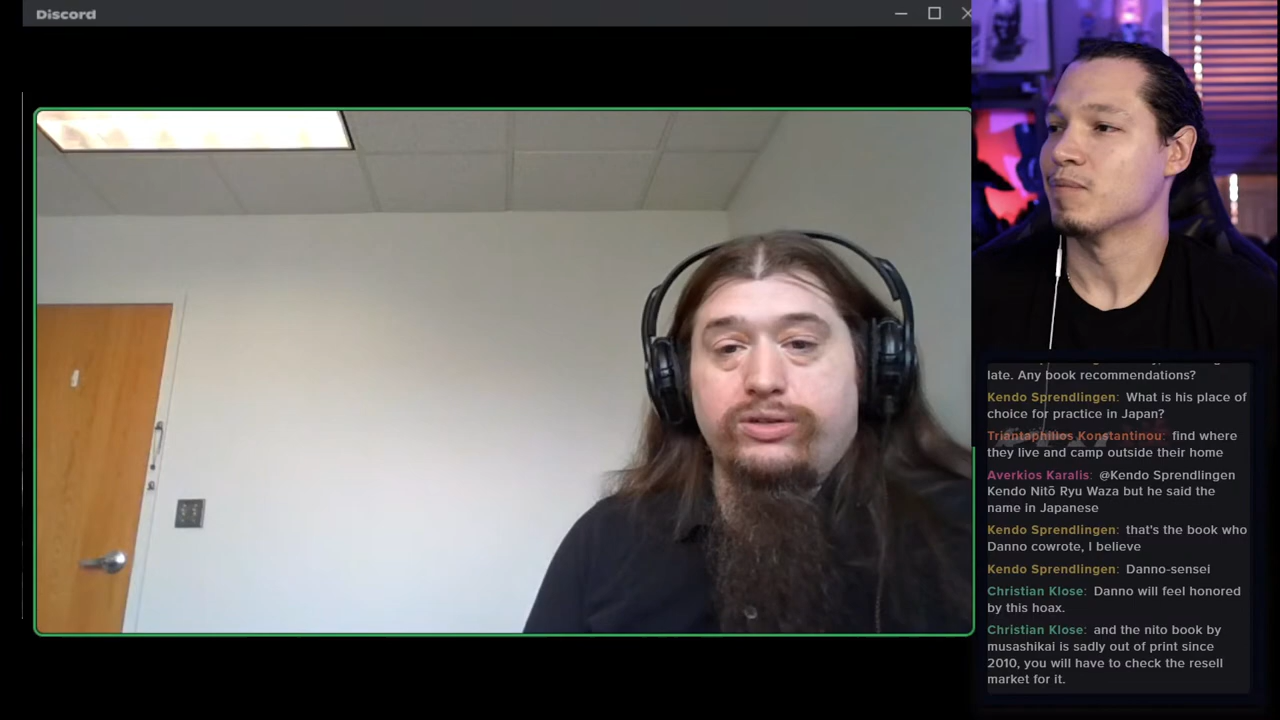 Discord
late. Any book recommendations?
Kendo Sprendlingen: What is his place of
choice for practice in Japan?
Triantaphilos Konstantinou: find where
they live and camp outside their home
Averkios Karalis: @Kendo Sprendlingen
Kendo Nitō Ryu Waza but he said the
name in Japanese
Kendo Sprendlingen: that's the book who
Danno cowrote, I believe
Kendo Sprendlingen: Danno-sensei
Christian Klose: Danno will feel honored
by this hoax.
Christian Klose: and the nito book by
musashikai is sadly out of print since
2010, you will have to check the resell
market for it.